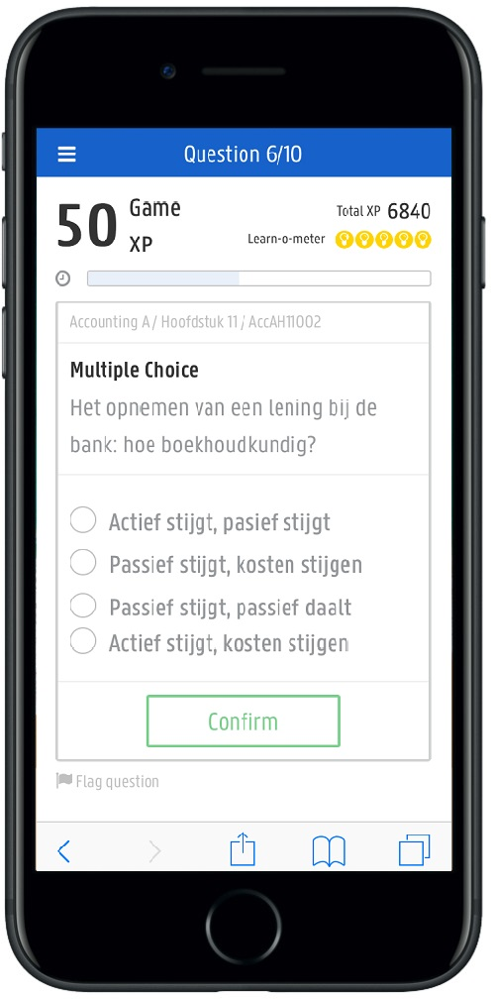 Question 6/10
50 Game XP
Total XP 6840
Learn-o-meter
Accounting A / Hoofdstuk 11 / AccAH11002
Multiple Choice
Het opnemen van een lening bij de
bank: hoe boekhoudkundig?
Actief stijgt, pasief stijgt
Passief stijgt, kosten stijgen
Passief stijgt, passief daalt
Actief stijgt, kosten stijgen
Confirm
Flag question